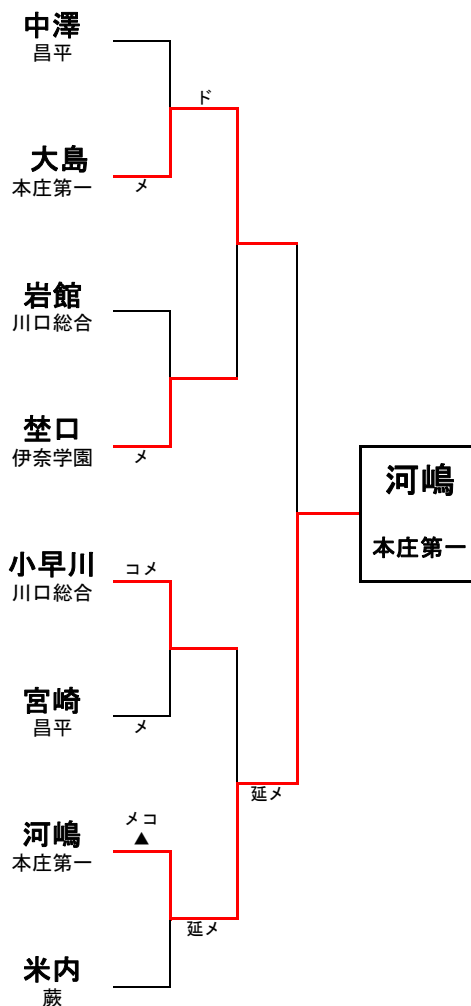 中澤
昌平
ド
大島
本庄第一
メ
岩館
川口総合
埜口
伊奈学園
メ
河嶋
本庄第一
小早川
川口総合
コメ
宮崎
昌平
メ
延メ
河嶋
本庄第一
メコ
▲
延メ
米内
蕨